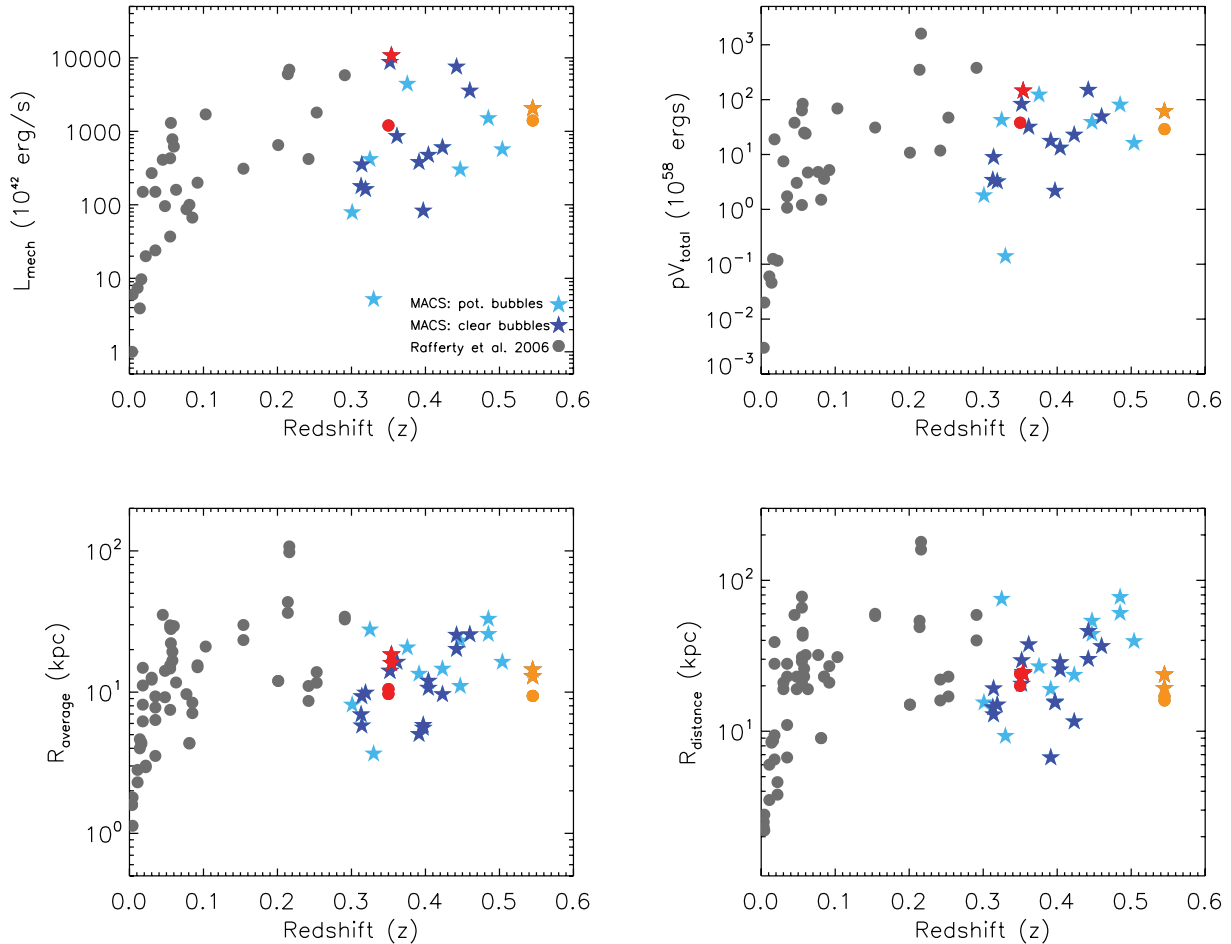 10000
1000
100
10
1
L_mech (10^42 erg/s)
MACS: pot. bubbles
MACS: clear bubbles
Rafferty et al. 2006
0.0 0.1 0.2 0.3 0.4 0.5 0.6
Redshift (z)
10^3
10^2
10^1
10^0
10^-1
10^-2
10^-3
pV_total (10^58 ergs)
0.0 0.1 0.2 0.3 0.4 0.5 0.6
Redshift (z)
10^2
10^1
10^0
R_average (kpc)
0.0 0.1 0.2 0.3 0.4 0.5 0.6
Redshift (z)
10^2
10^1
R_distance (kpc)
0.0 0.1 0.2 0.3 0.4 0.5 0.6
Redshift (z)